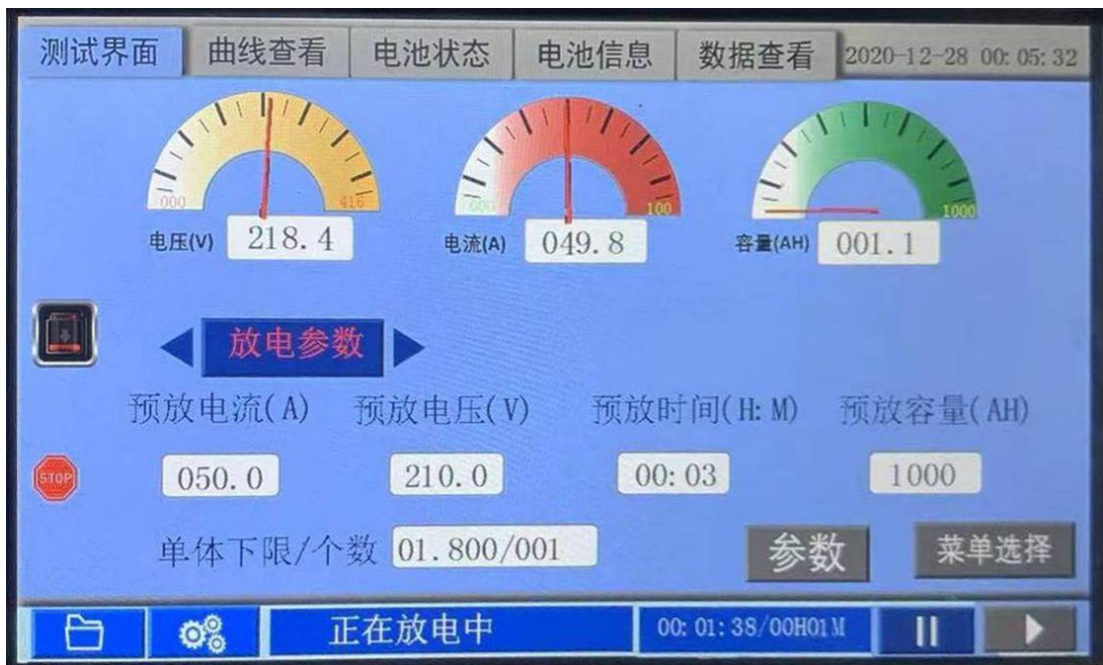 测试界面 曲线查看 电池状态 电池信息 数据查看 2020-12-28 00:05:32
000 416 000 100 1000
电压(V) 218.4 电流(A) 049.8 容量(AH) 001.1
放电参数
预放电流(A) 预放电压(V) 预放时间(H:M) 预放容量(AH)
STOP 050.0 210.0 00:03 1000
单体下限/个数 01.800/001 参数 菜单选择
正在放电中 00:01:38/00H01M